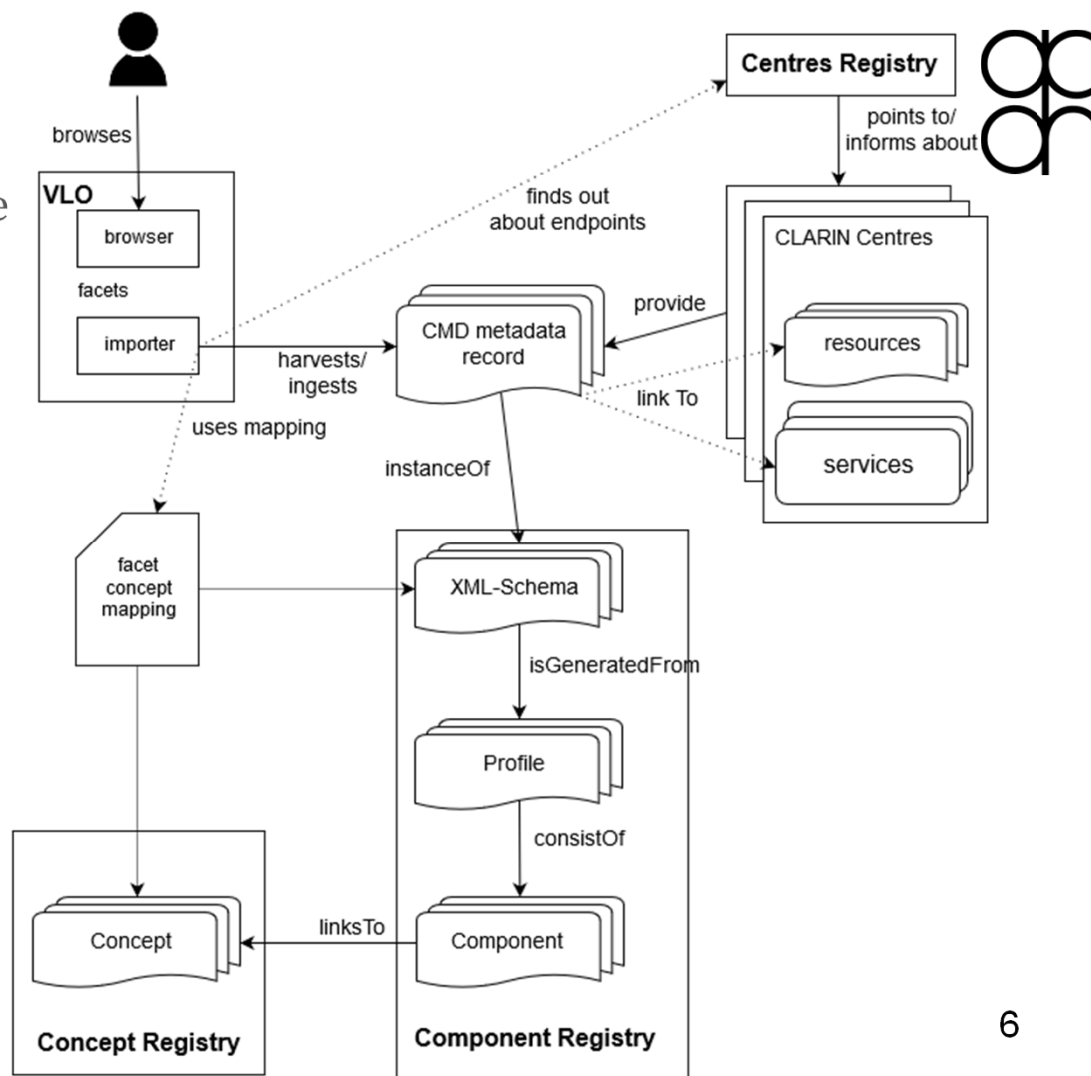 Centres Registry
browses
points to/
informs about
e
VLO
finds out
about endpoints
browser
CLARIN Centres
facets
provide
CMD metadata
record
resources
importer
harvests/
ingests
link To
uses mapping
services
instanceOf
facet
concept
mapping
XML-Schema
isGeneratedFrom
Profile
consistOf
linksTo
Concept
Component
Concept Registry
Component Registry
6